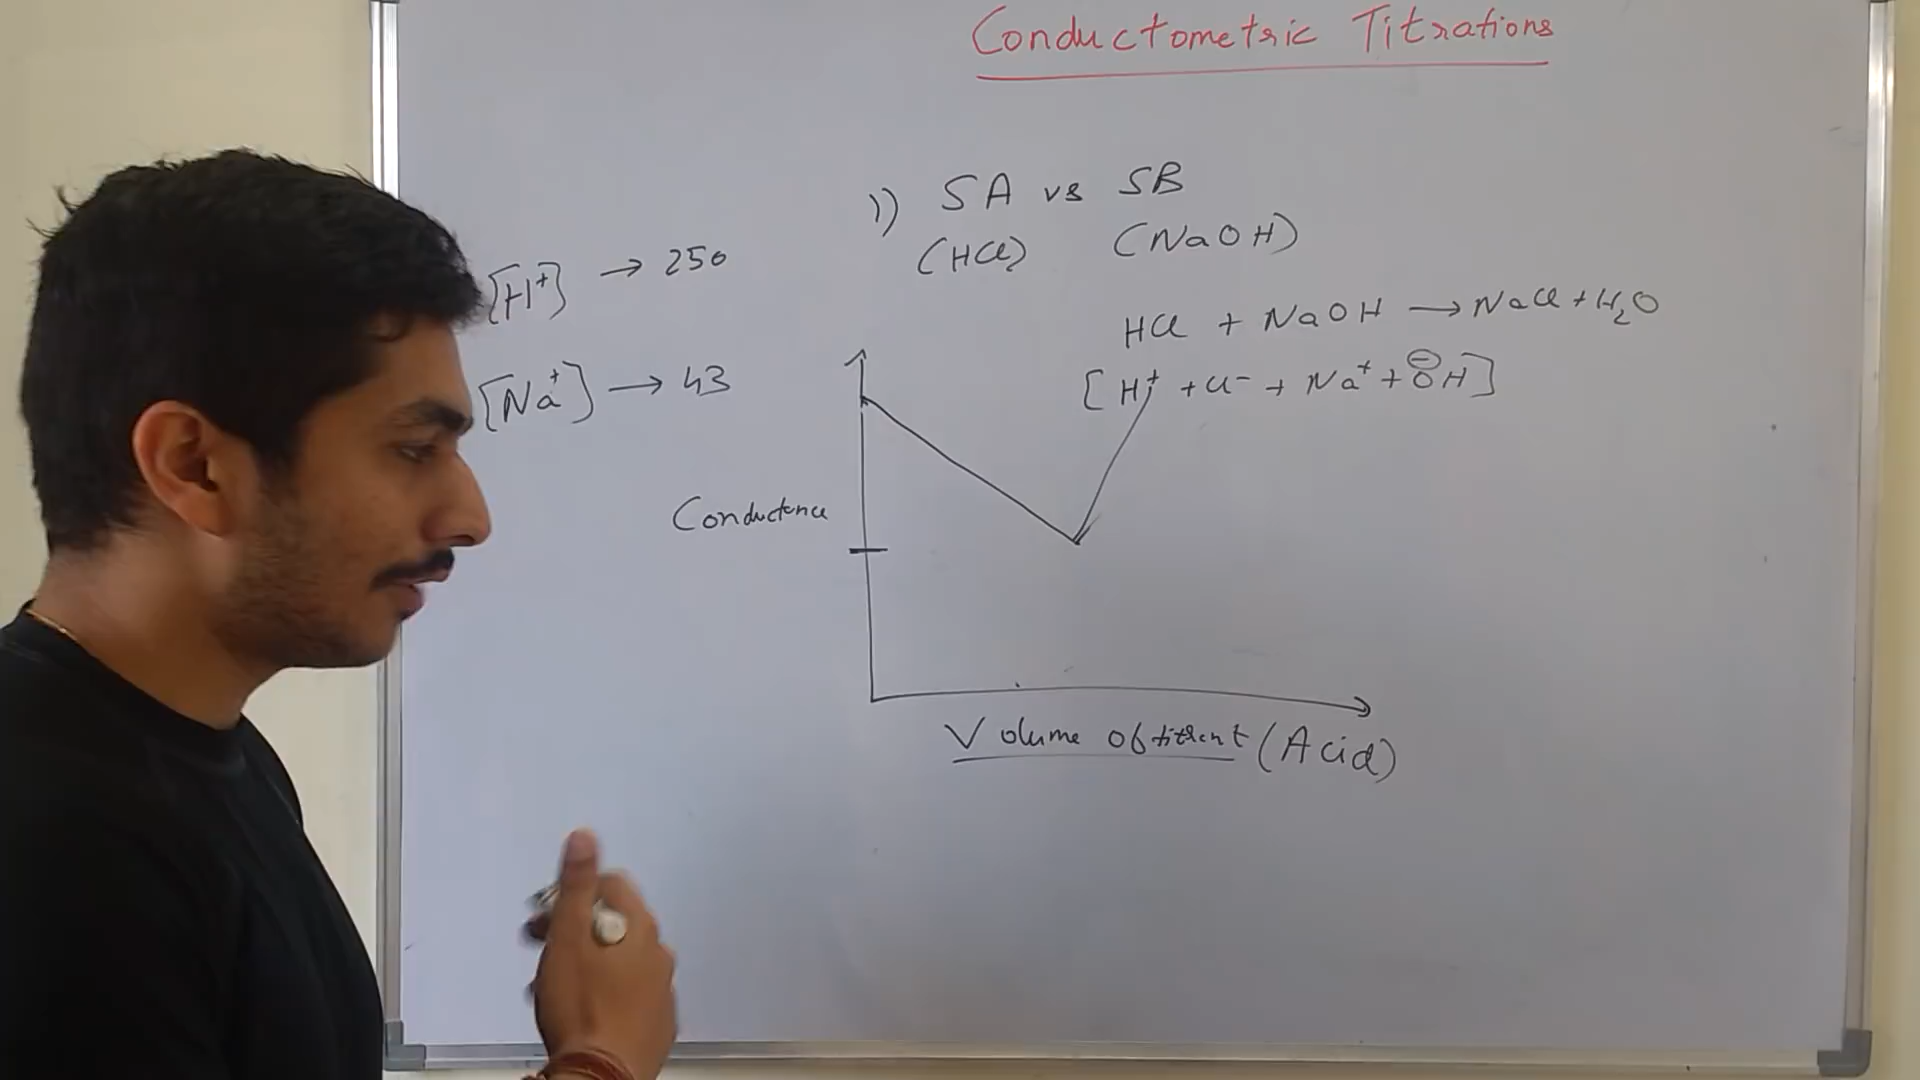 Conductometric Titrations
1) SA vs SB
(HCl) (NaOH)
[H⁺] → 250
HCl + NaOH → NaCl + H₂O
[Na⁺] → 43
[H⁺ + Cl⁻ + Na⁺ + ⊖OH]
Conductance
Volume of titrent (Acid)